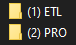 (1) ETL
(2) PRO